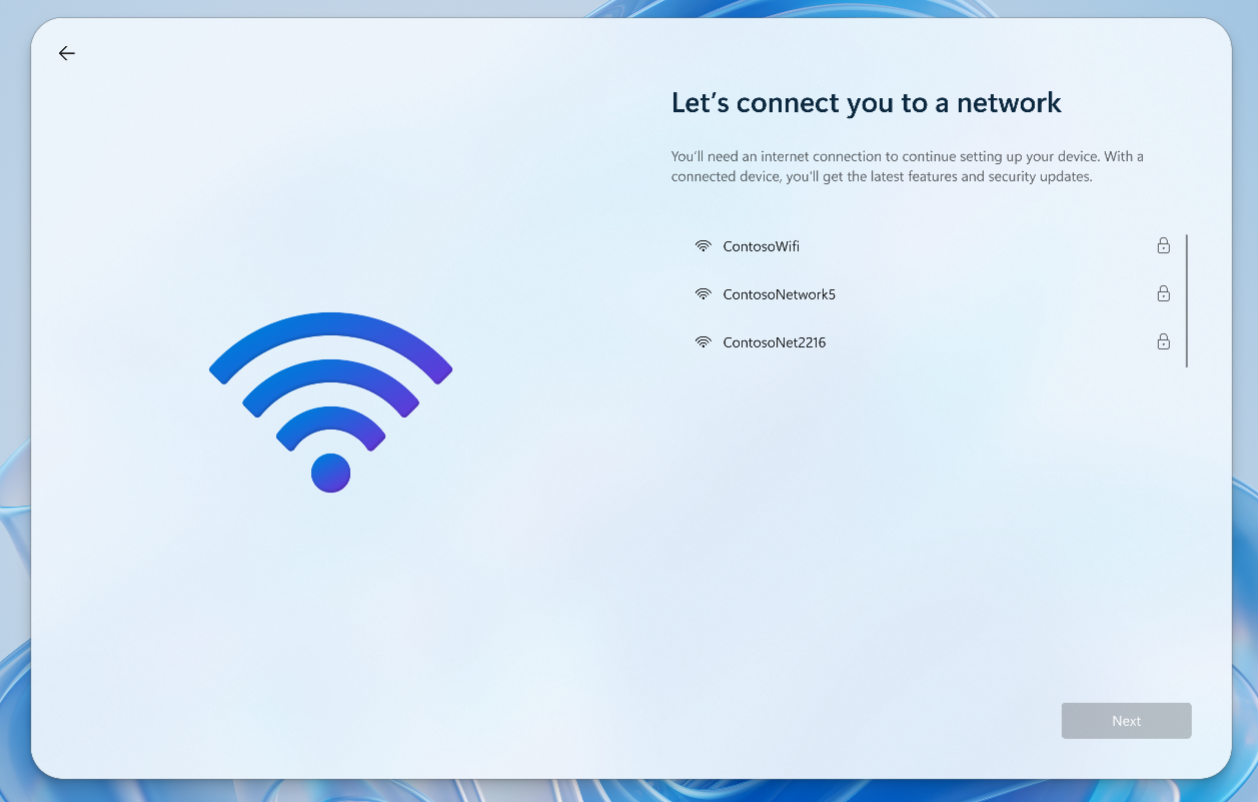 Let’s connect you to a network
You’ll need an internet connection to continue setting up your device. With a
connected device, you’ll get the latest features and security updates.
ContosoWifi
ContosoNetwork5
ContosoNet2216
Next